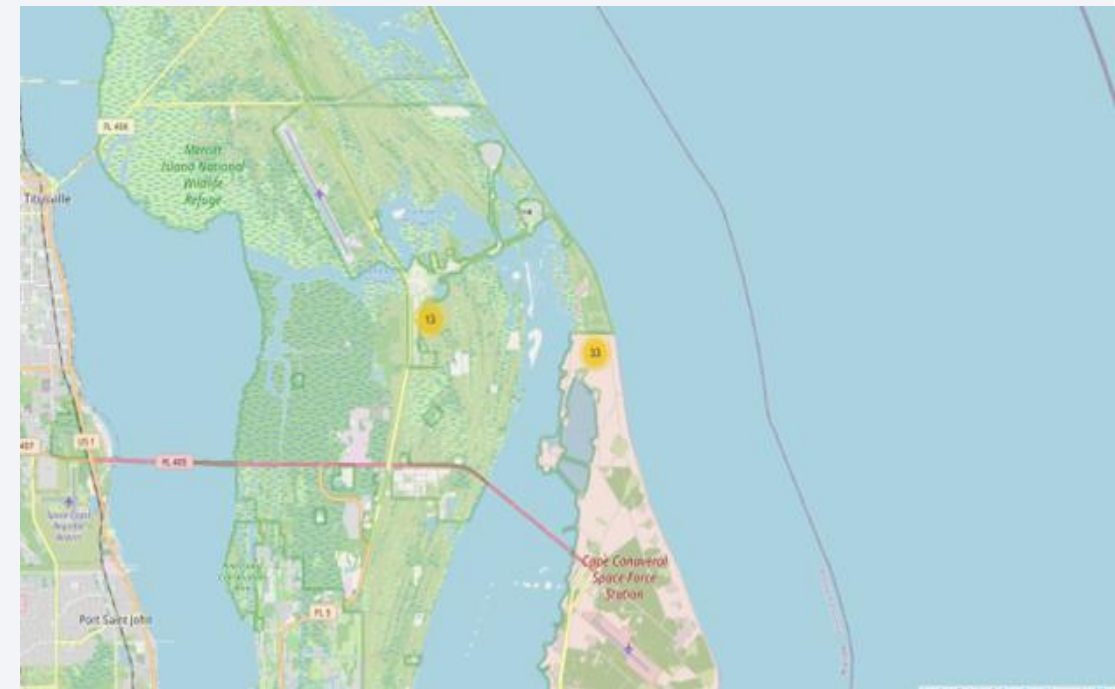 FL 406
Merritt
Island National
Wildlife
Refuge
Titusville
13
33
US 1
FL 405
Cape Canaveral
Space Force
Station
Port Saint John
FL 3